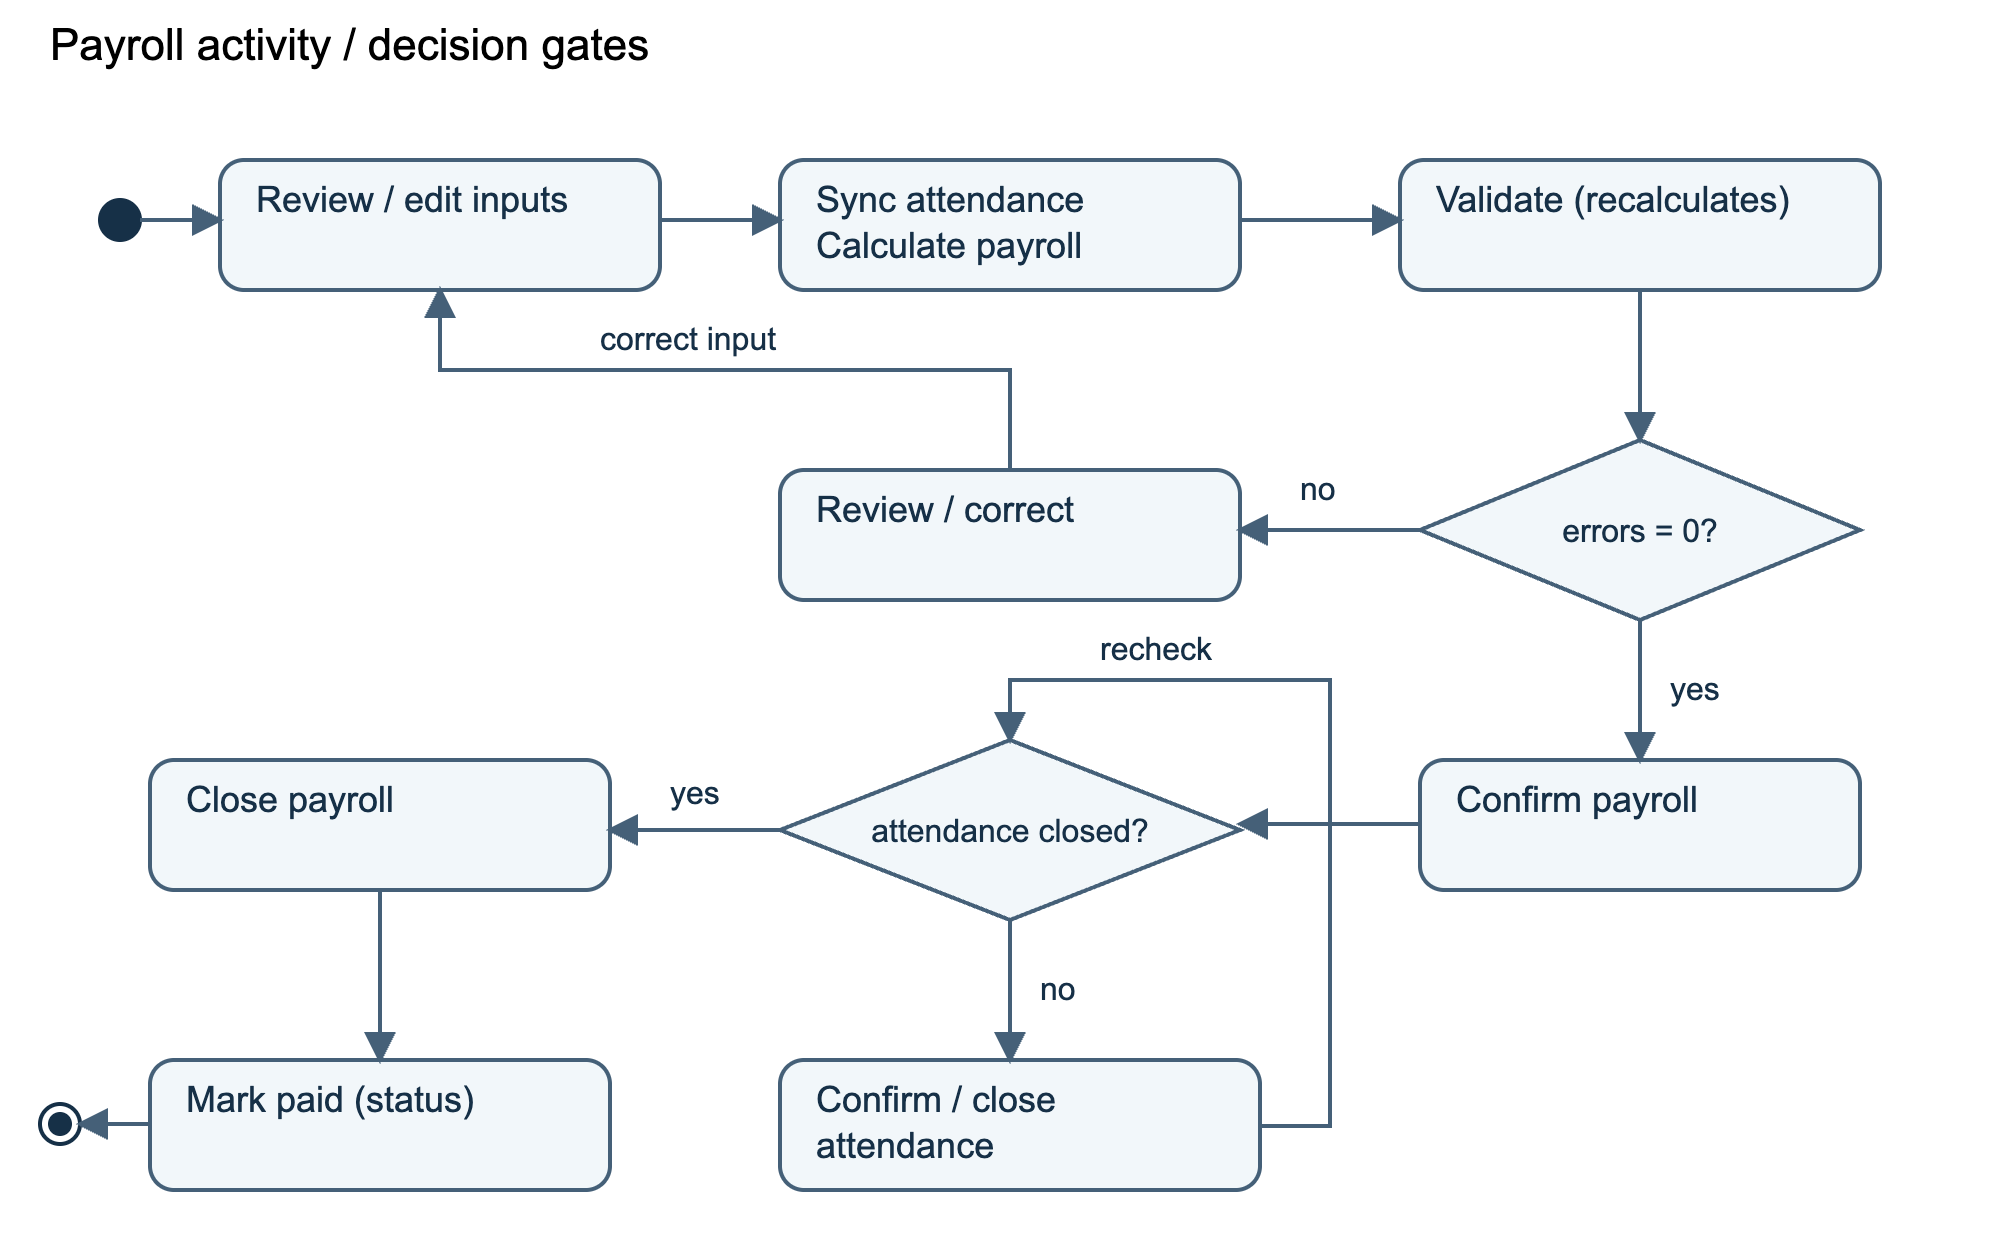 Payroll activity / decision gates
Review / edit inputs
Sync attendance
Calculate payroll
Validate (recalculates)
correct input
Review / correct
no
errors = 0?
recheck
yes
Close payroll
yes
attendance closed?
Confirm payroll
no
Mark paid (status)
Confirm / close
attendance